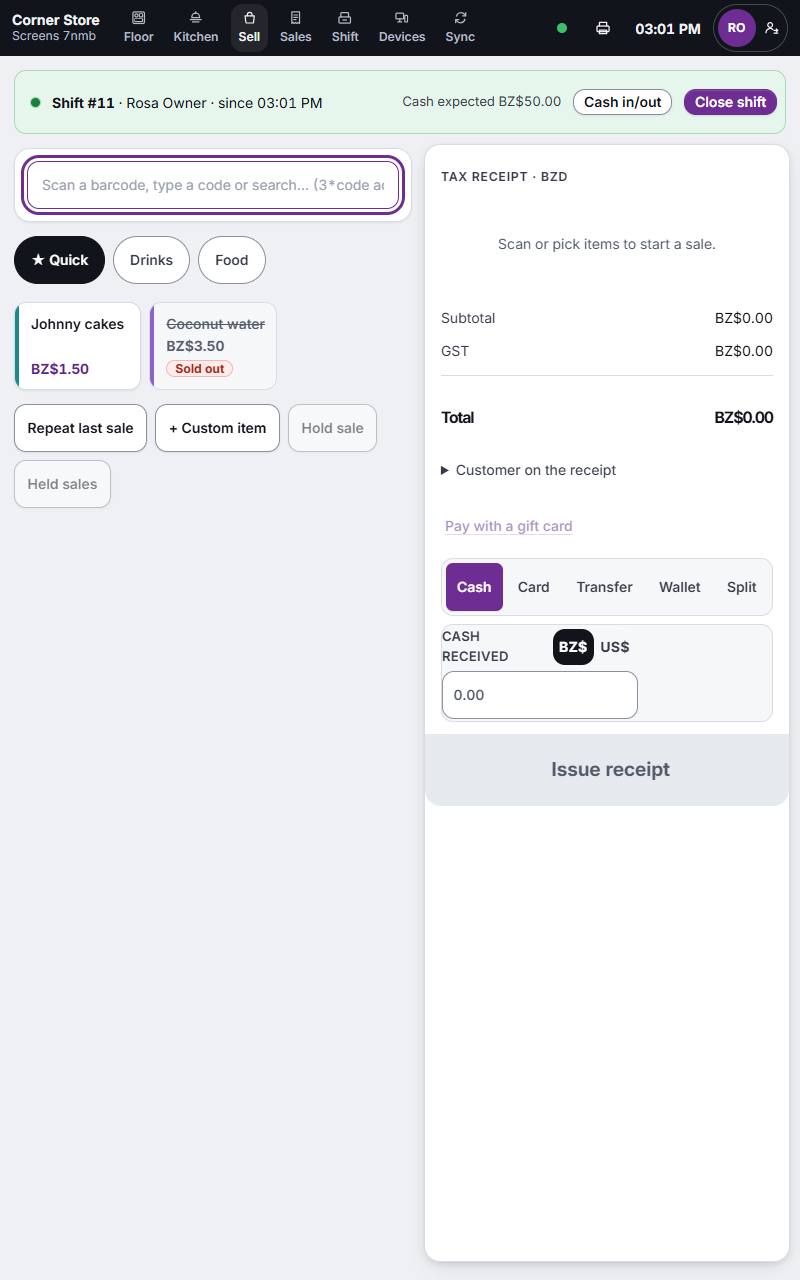 Corner Store
Screens 7nmb
Floor
Kitchen
Sell
Sales
Shift
Devices
Sync
03:01 PM
RO
Shift #11 · Rosa Owner · since 03:01 PM
Cash expected BZ$50.00
Cash in/out
Close shift
Scan a barcode, type a code or search... (3*code a
★ Quick
Drinks
Food
Johnny cakes
BZ$1.50
Coconut water
BZ$3.50
Sold out
Repeat last sale
+ Custom item
Hold sale
Held sales
TAX RECEIPT · BZD
Scan or pick items to start a sale.
Subtotal BZ$0.00
GST BZ$0.00
Total BZ$0.00
Customer on the receipt
Pay with a gift card
Cash
Card
Transfer
Wallet
Split
CASH
RECEIVED
BZ$ US$
0.00
Issue receipt